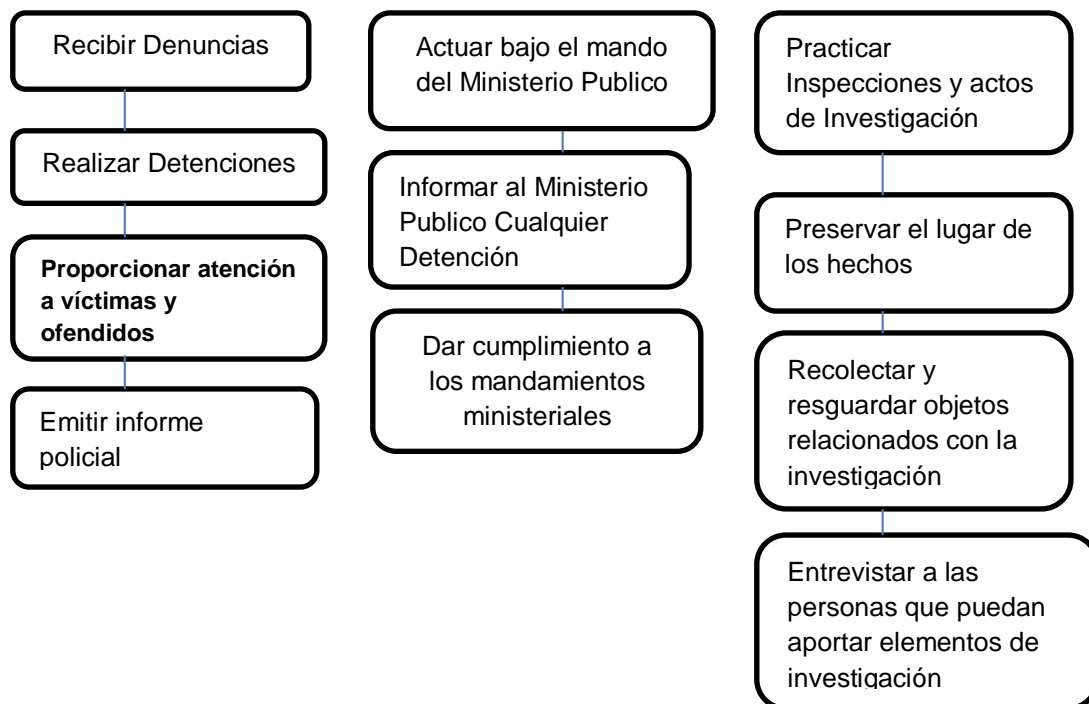 Recibir Denuncias
Realizar Detenciones
Proporcionar atención
a víctimas y
ofendidos
Emitir informe
policial
Actuar bajo el mando
del Ministerio Publico
Informar al Ministerio
Publico Cualquier
Detención
Dar cumplimiento a
los mandamientos
ministeriales
Practicar
Inspecciones y actos
de Investigación
Preservar el lugar de
los hechos
Recolectar y
resguardar objetos
relacionados con la
investigación
Entrevistar a las
personas que puedan
aportar elementos de
investigación